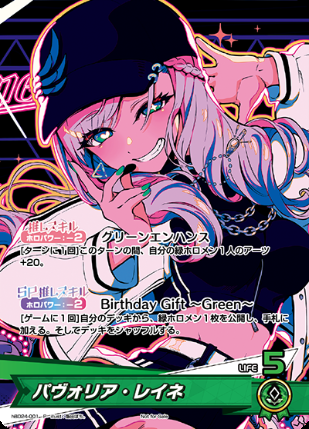 推しスキル
ホロパワー：－2
グリーンエンハンス
[ターンに1回]このターンの間、自分の緑ホロメン1人のアーツ
+20。
SP推しスキル
ホロパワー：－2
Birthday Gift ～Green～
[ゲームに1回]自分のデッキから、緑ホロメン1枚を公開し、手札に
加える。そしてデッキをシャッフルする。
LIFE 5
パヴォリア・レイネ